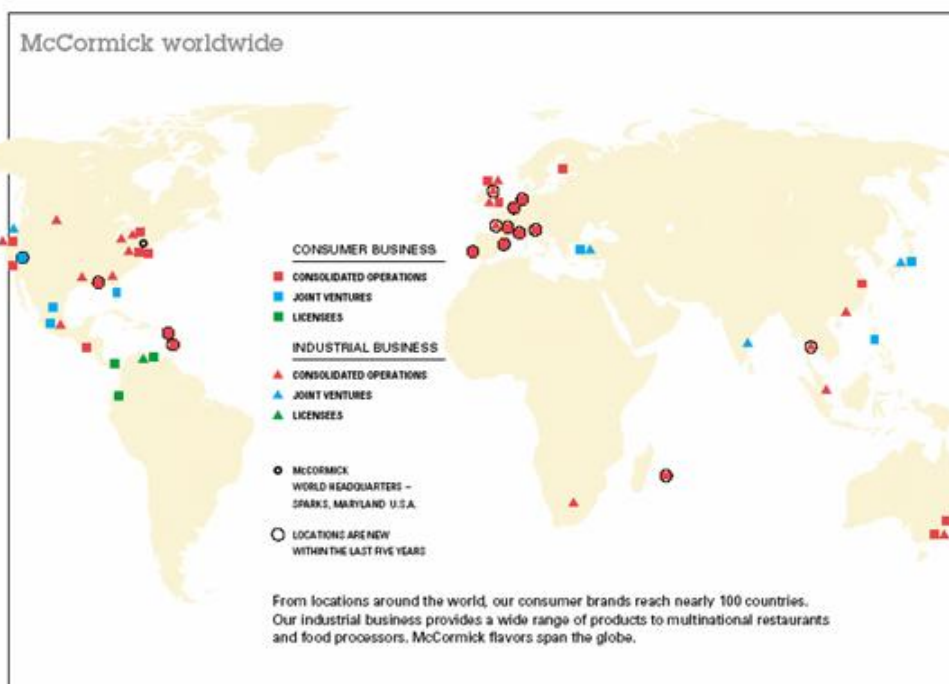 McCormick worldwide
CONSUMER BUSINESS
CONSOLIDATED OPERATIONS
JOINT VENTURES
LICENSEES
INDUSTRIAL BUSINESS
CONSOLIDATED OPERATIONS
JOINT VENTURES
LICENSEES
McCORMICK
WORLD HEADQUARTERS –
SPARKS, MARYLAND U.S.A.
LOCATIONS ARE NEW
WITHIN THE LAST FIVE YEARS
From locations around the world, our consumer brands reach nearly 100 countries.
Our industrial business provides a wide range of products to multinational restaurants
and food processors. McCormick flavors span the globe.